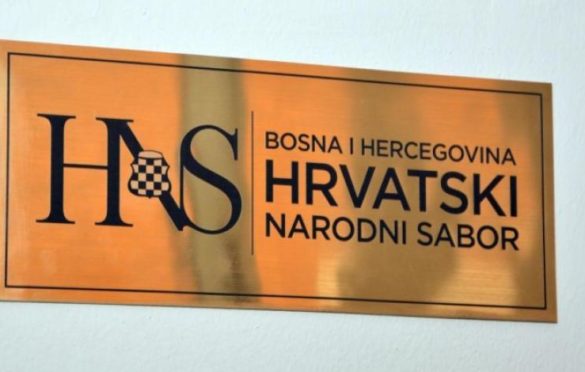 HNS
BOSNA I HERCEGOVINA
HRVATSKI
NARODNI SABOR